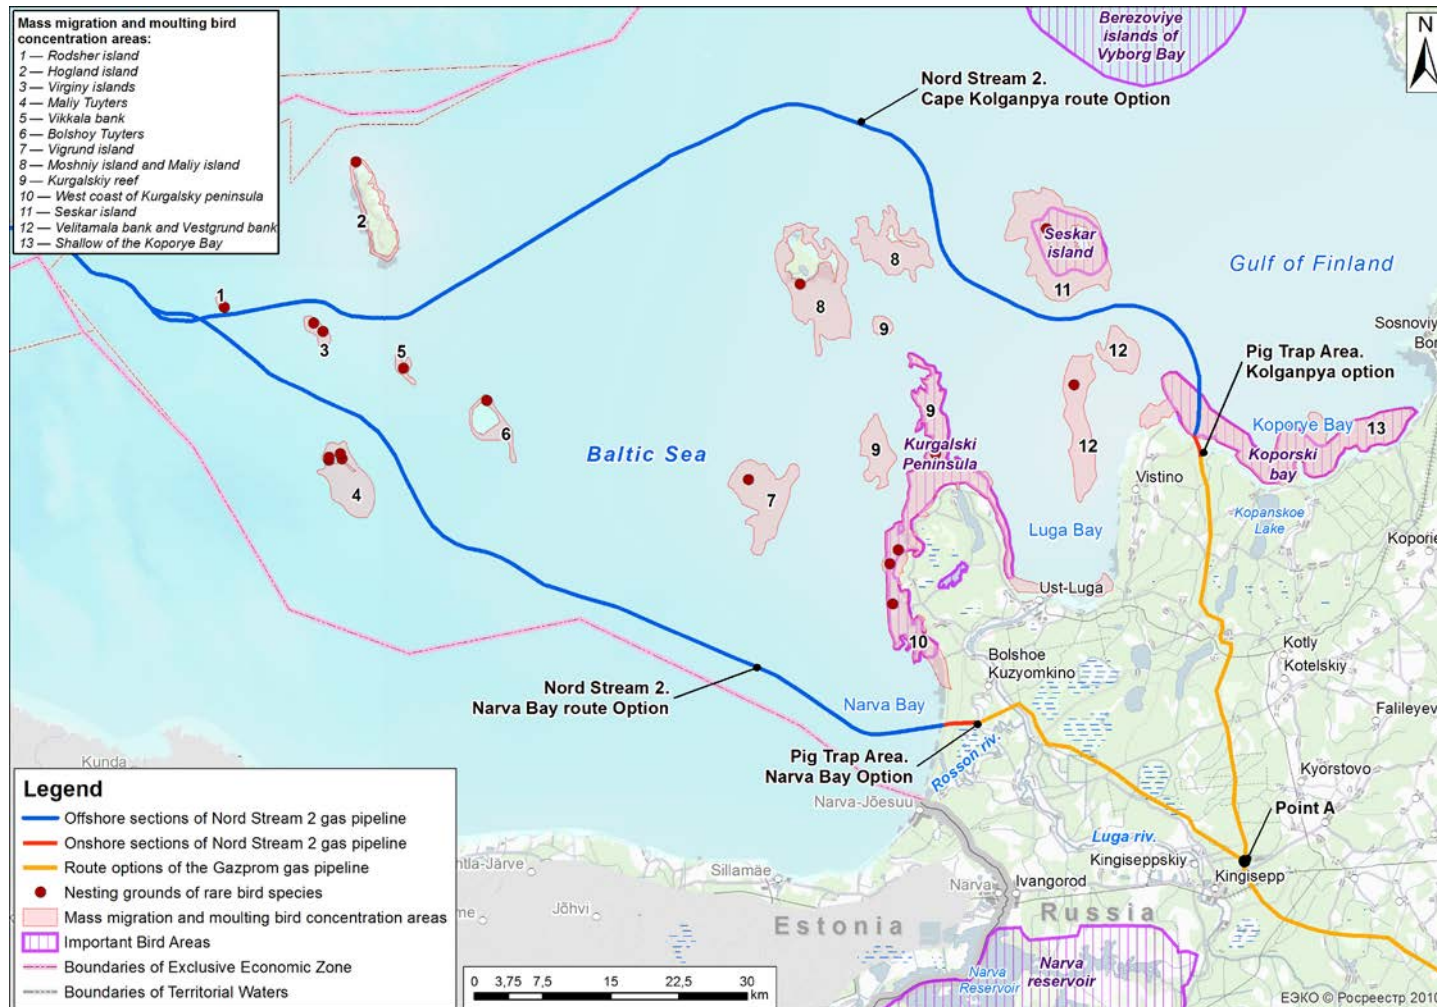 Mass migration and moulting bird
concentration areas:
1 — Rodsher island
2 — Hogland island
3 — Virginy islands
4 — Maliy Tuyters
5 — Vikkala bank
6 — Bolshoy Tuyters
7 — Vigrund island
8 — Moshniy island and Maliy island
9 — Kurgalskiy reef
10 — West coast of Kurgalsky peninsula
11 — Seskar island
12 — Velitamala bank and Vestgrund bank
13 — Shallow of the Koporye Bay
Berezoviye
islands of
Vyborg Bay
N
Nord Stream 2.
Cape Kolganpya route Option
2
8
Seskar
island
11
Gulf of Finland
1
3
5
8
9
12
Sosnoviy
Bor
Pig Trap Area.
Kolganpya option
6
9
Koporye Bay
13
Baltic Sea
9
Kurgalski
Peninsula
12
Koporski
bay
4
7
Vistino
Kopanskoe
Lake
Luga Bay
Koporie
Ust-Luga
10
Bolshoe
Kuzyomkino
Kotly
Kotelskiy
Nord Stream 2.
Narva Bay route Option
Narva Bay
Falileyev
Pig Trap Area.
Narva Bay Option
Rosson riv.
Kunda
Kyorstovo
Narva-Jõesuu
Point A
Luga riv.
Kingiseppskiy
Kingisepp
htla-Järve
Sillamäe
Narva
Ivangorod
Jõhvi
me
Estonia
Russia
Narva
Reservoir
Narva
reservoir
Legend
Offshore sections of Nord Stream 2 gas pipeline
Onshore sections of Nord Stream 2 gas pipeline
Route options of the Gazprom gas pipeline
Nesting grounds of rare bird species
Mass migration and moulting bird concentration areas
Important Bird Areas
Boundaries of Exclusive Economic Zone
Boundaries of Territorial Waters
0 3,75 7,5 15 22,5 30
km
ЕЭКО © Росреестр 2010